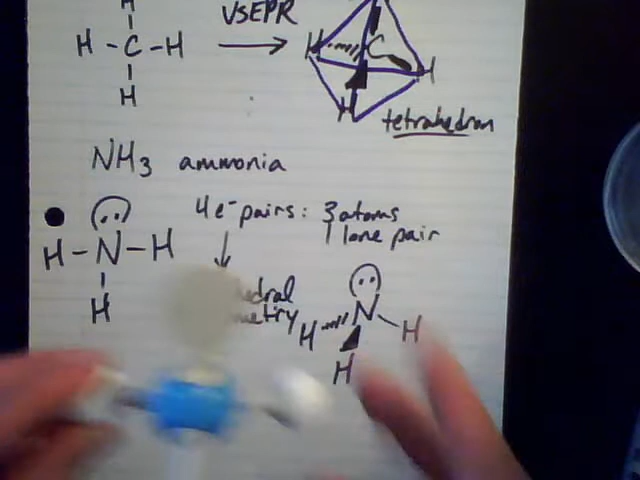 H
VSEPR
H-C-H
H
H C H
H
tetrahedron
NH3 ammonia
4e- pairs: 3 atoms
1 lone pair
H-N-H
H
N
H H
H